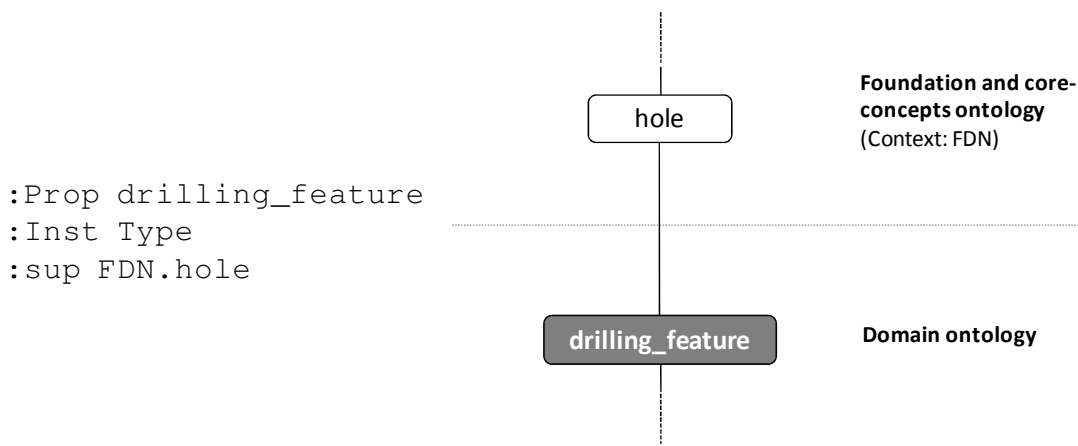 :Prop drilling_feature
:Inst Type
:sup FDN.hole
hole
Foundation and core-
concepts ontology
(Context: FDN)
drilling_feature
Domain ontology